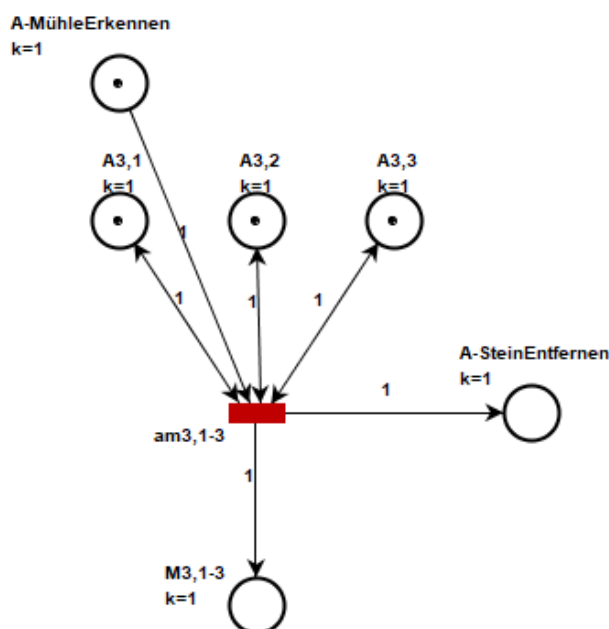 A-MühleErkennen
k=1
A3,1
k=1
A3,2
k=1
A3,3
k=1
1
1
1
1
A-SteinEntfernen
k=1
1
am3,1-3
1
M3,1-3
k=1